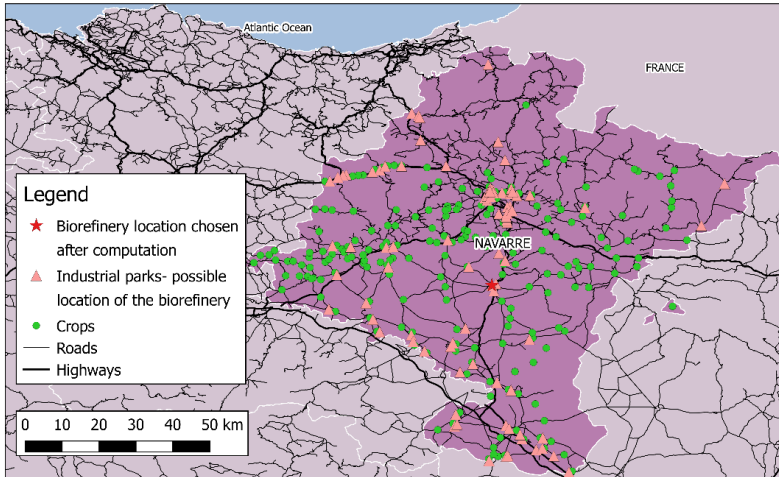 Atlantic Ocean
FRANCE
NAVARRE
Legend
Biorefinery location chosen
after computation
Industrial parks- possible
location of the biorefinery
Crops
Roads
Highways
0 10 20 30 40 50 km